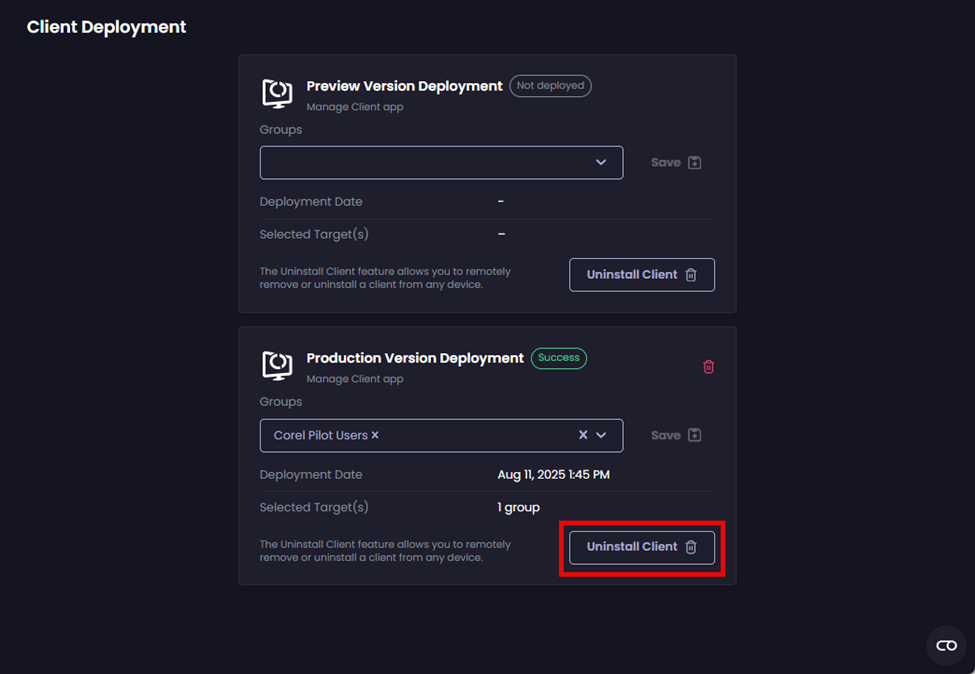 Client Deployment
Preview Version Deployment Not deployed
Manage Client app
Groups
Save
Deployment Date -
Selected Target(s) -
The Uninstall Client feature allows you to remotely
remove or uninstall a client from any device.
Uninstall Client
Production Version Deployment Success
Manage Client app
Groups
Corel Pilot Users ×
Save
Deployment Date Aug 11, 2025 1:45 PM
Selected Target(s) 1 group
The Uninstall Client feature allows you to remotely
remove or uninstall a client from any device.
Uninstall Client